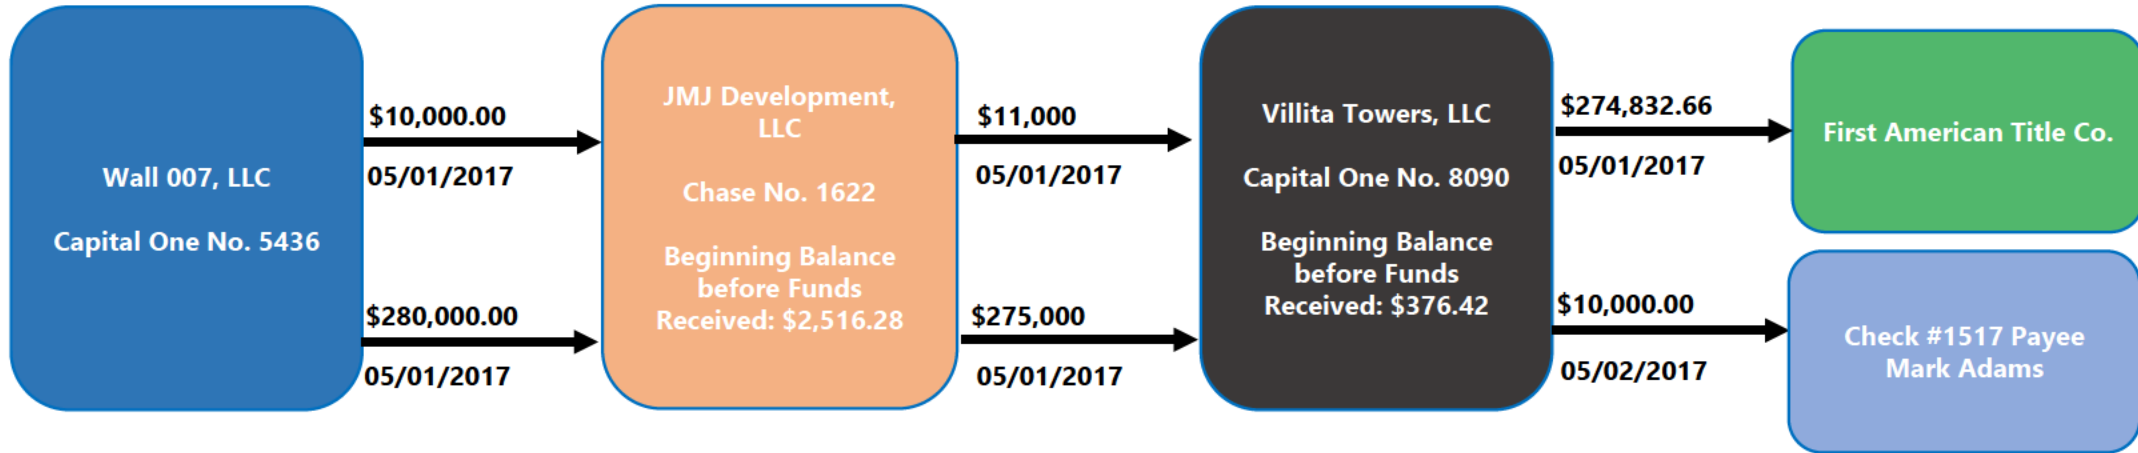 Wall 007, LLC
Capital One No. 5436
$10,000.00
05/01/2017
$280,000.00
05/01/2017
JMJ Development,
LLC
Chase No. 1622
Beginning Balance
before Funds
Received: $2,516.28
$11,000
05/01/2017
$275,000
05/01/2017
Villita Towers, LLC
Capital One No. 8090
Beginning Balance
before Funds
Received: $376.42
$274,832.66
05/01/2017
$10,000.00
05/02/2017
First American Title Co.
Check #1517 Payee
Mark Adams